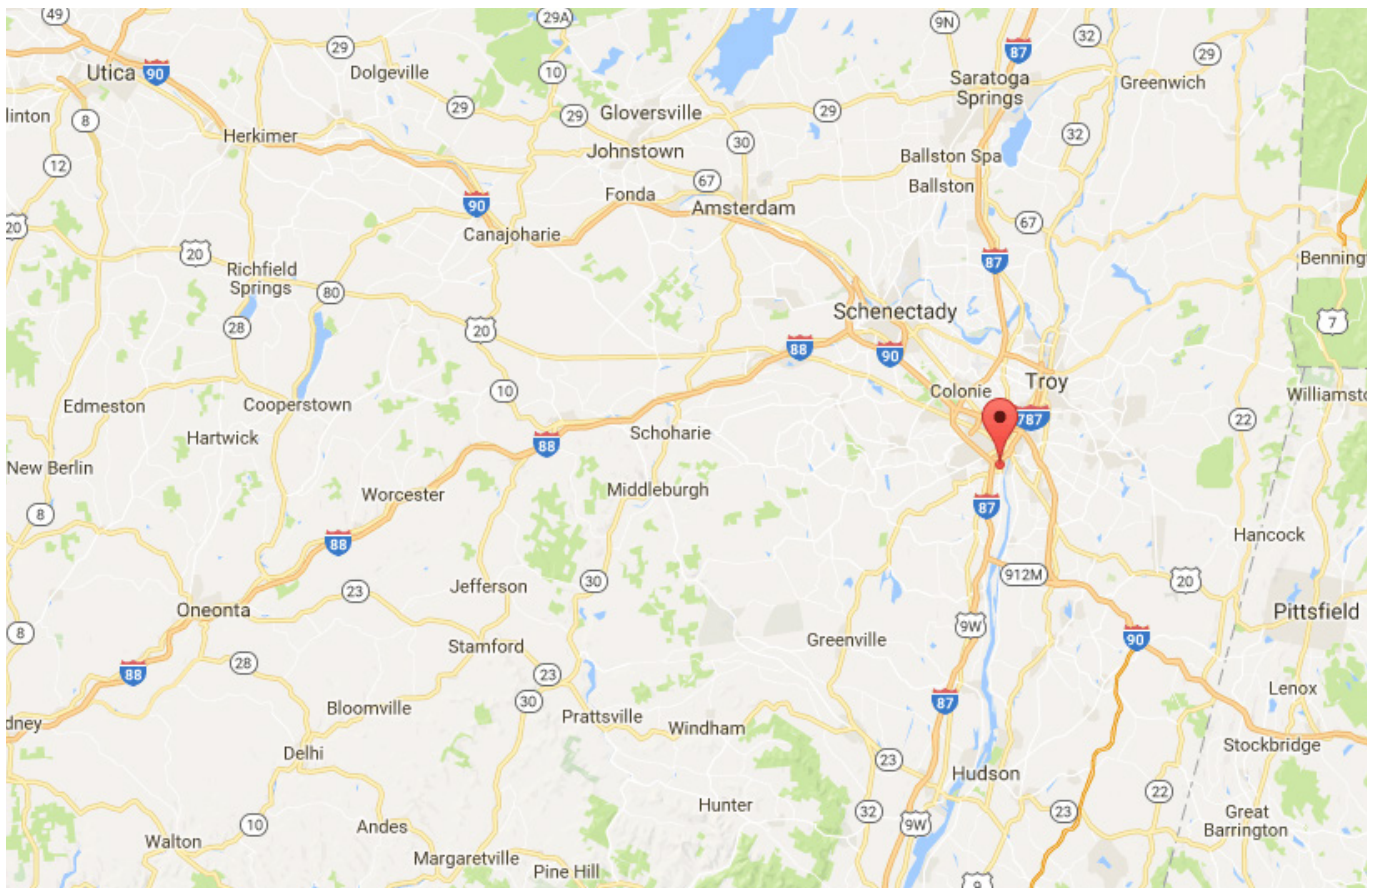 49
29A
9N
32
87
29
29
Utica
90
Dolgeville
10
Saratoga
Springs
Greenwich
29
29
Gloversville
29
linton
8
Herkimer
30
32
Johnstown
Ballston Spa
12
67
Ballston
Fonda
90
Amsterdam
67
20
Canajoharie
20
87
Benning
Richfield
Springs
80
Schenectady
7
28
20
88
90
Troy
Colonie
10
Williamst
Edmeston
Cooperstown
787
22
Hartwick
88
Schoharie
New Berlin
Worcester
Middleburgh
87
8
Hancock
88
912M
30
20
Jefferson
23
Oneonta
Pittsfield
8
9W
90
Greenville
Stamford
28
88
23
Lenox
30
87
Bloomville
Prattsville
dney
Windham
Stockbridge
Delhi
23
Hudson
22
Hunter
32
23
Great
Barrington
10
Andes
9W
Walton
Margaretville
Pine Hill
9